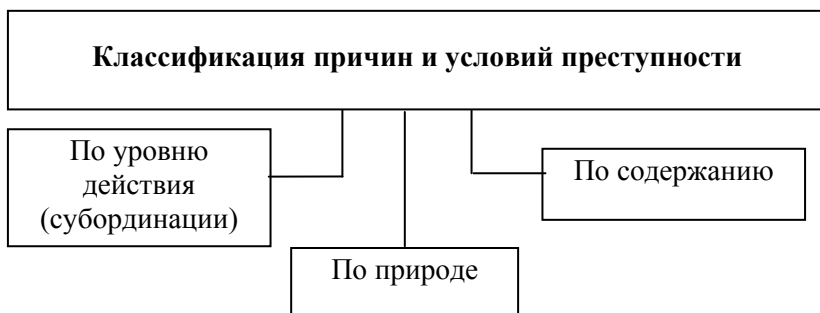 Классификация причин и условий преступности
По уровню
действия
(субординации)
По содержанию
По природе